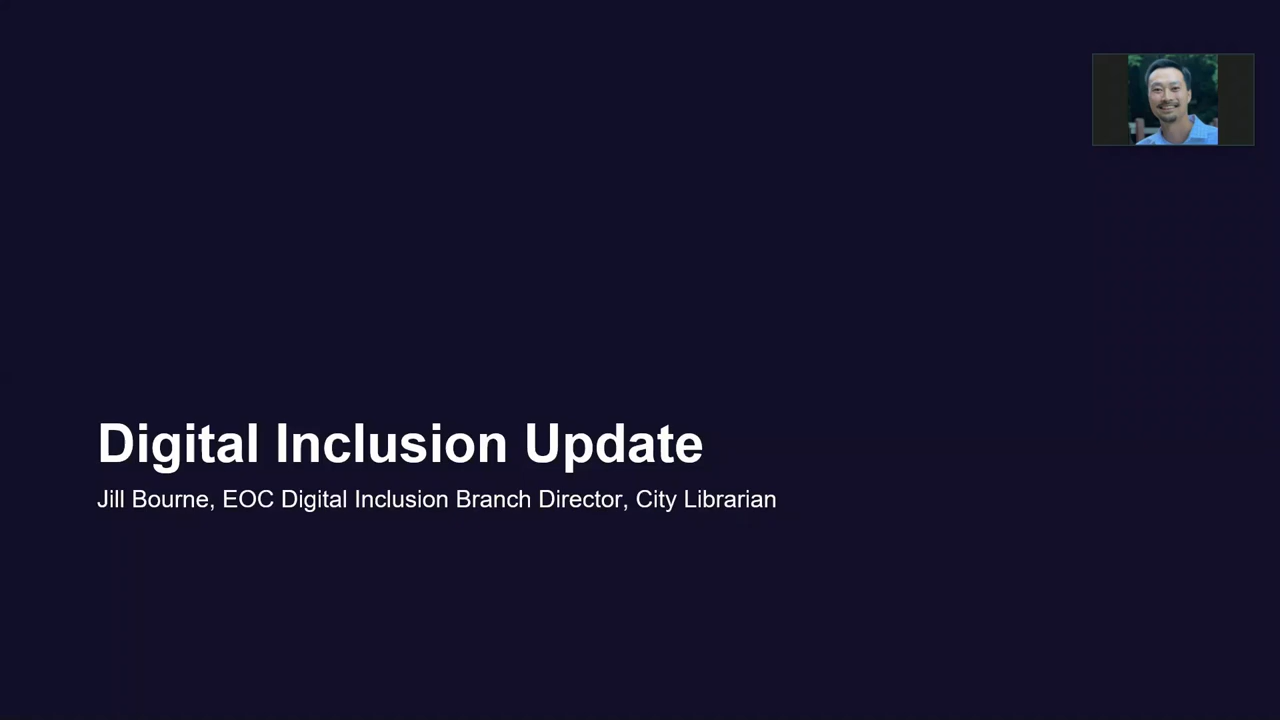 Digital Inclusion Update
Jill Bourne, EOC Digital Inclusion Branch Director, City Librarian